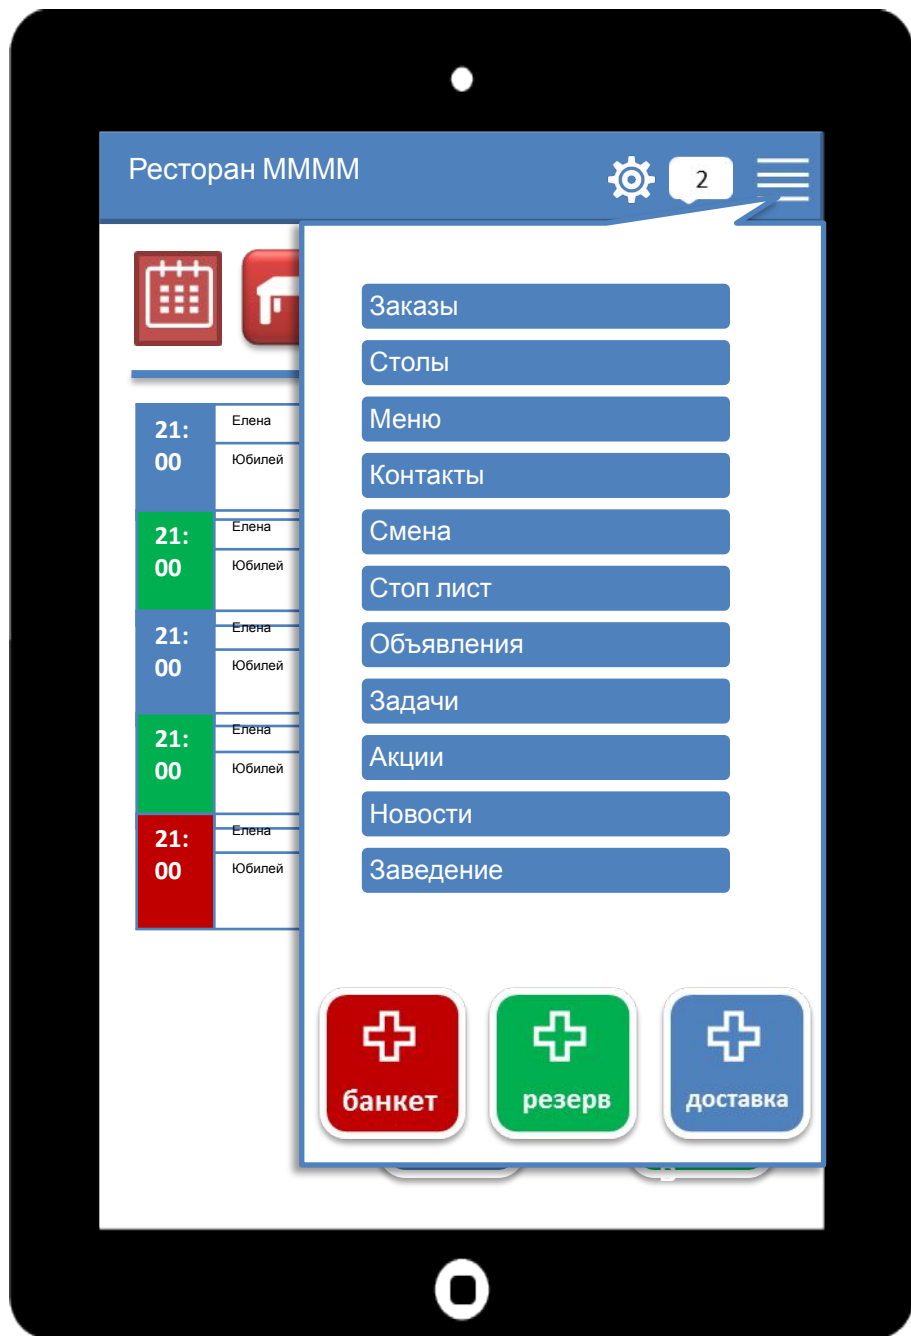 Ресторан ММММ
2
Заказы
Столы
Меню
Контакты
Смена
Стоп лист
Объявления
Задачи
Акции
Новости
Заведение
21:
00
Елена
Юбилей
21:
00
Елена
Юбилей
21:
00
Елена
Юбилей
21:
00
Елена
Юбилей
21:
00
Елена
Юбилей
банкет
резерв
доставка